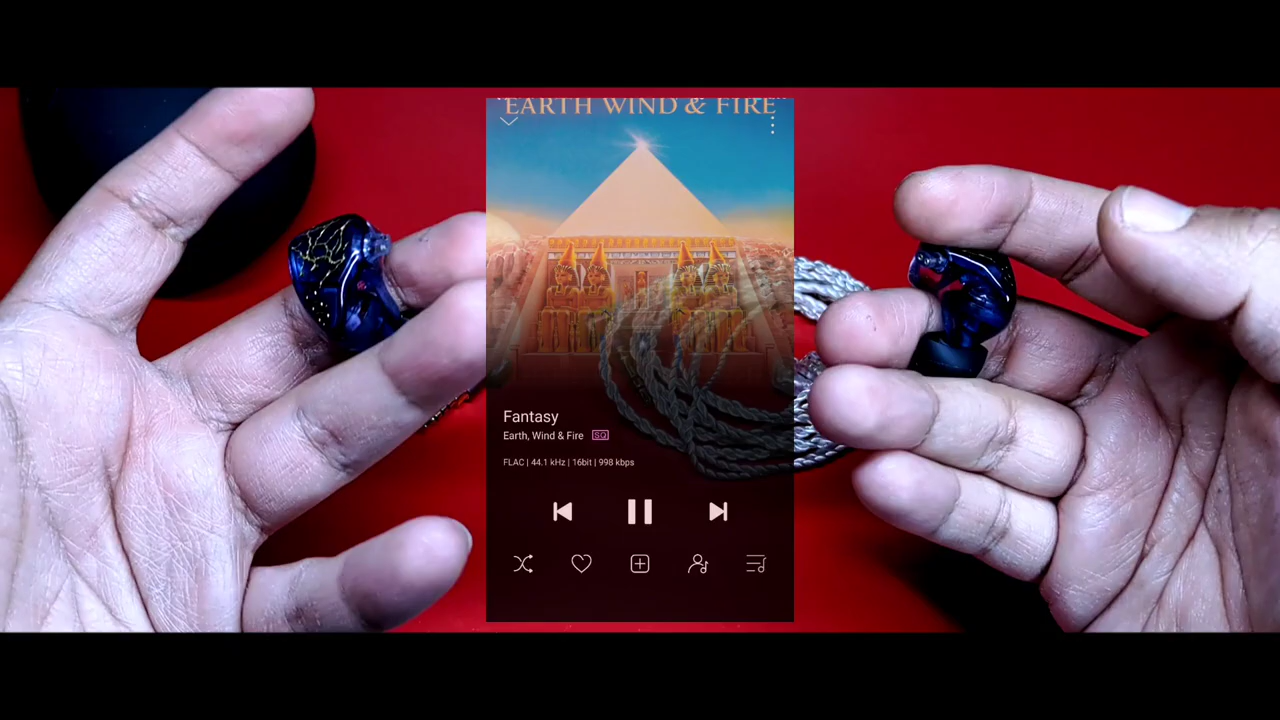 EARTH WIND & FIRE
Fantasy
Earth, Wind & Fire SQ
FLAC | 44.1 kHz | 16bit | 998 kbps